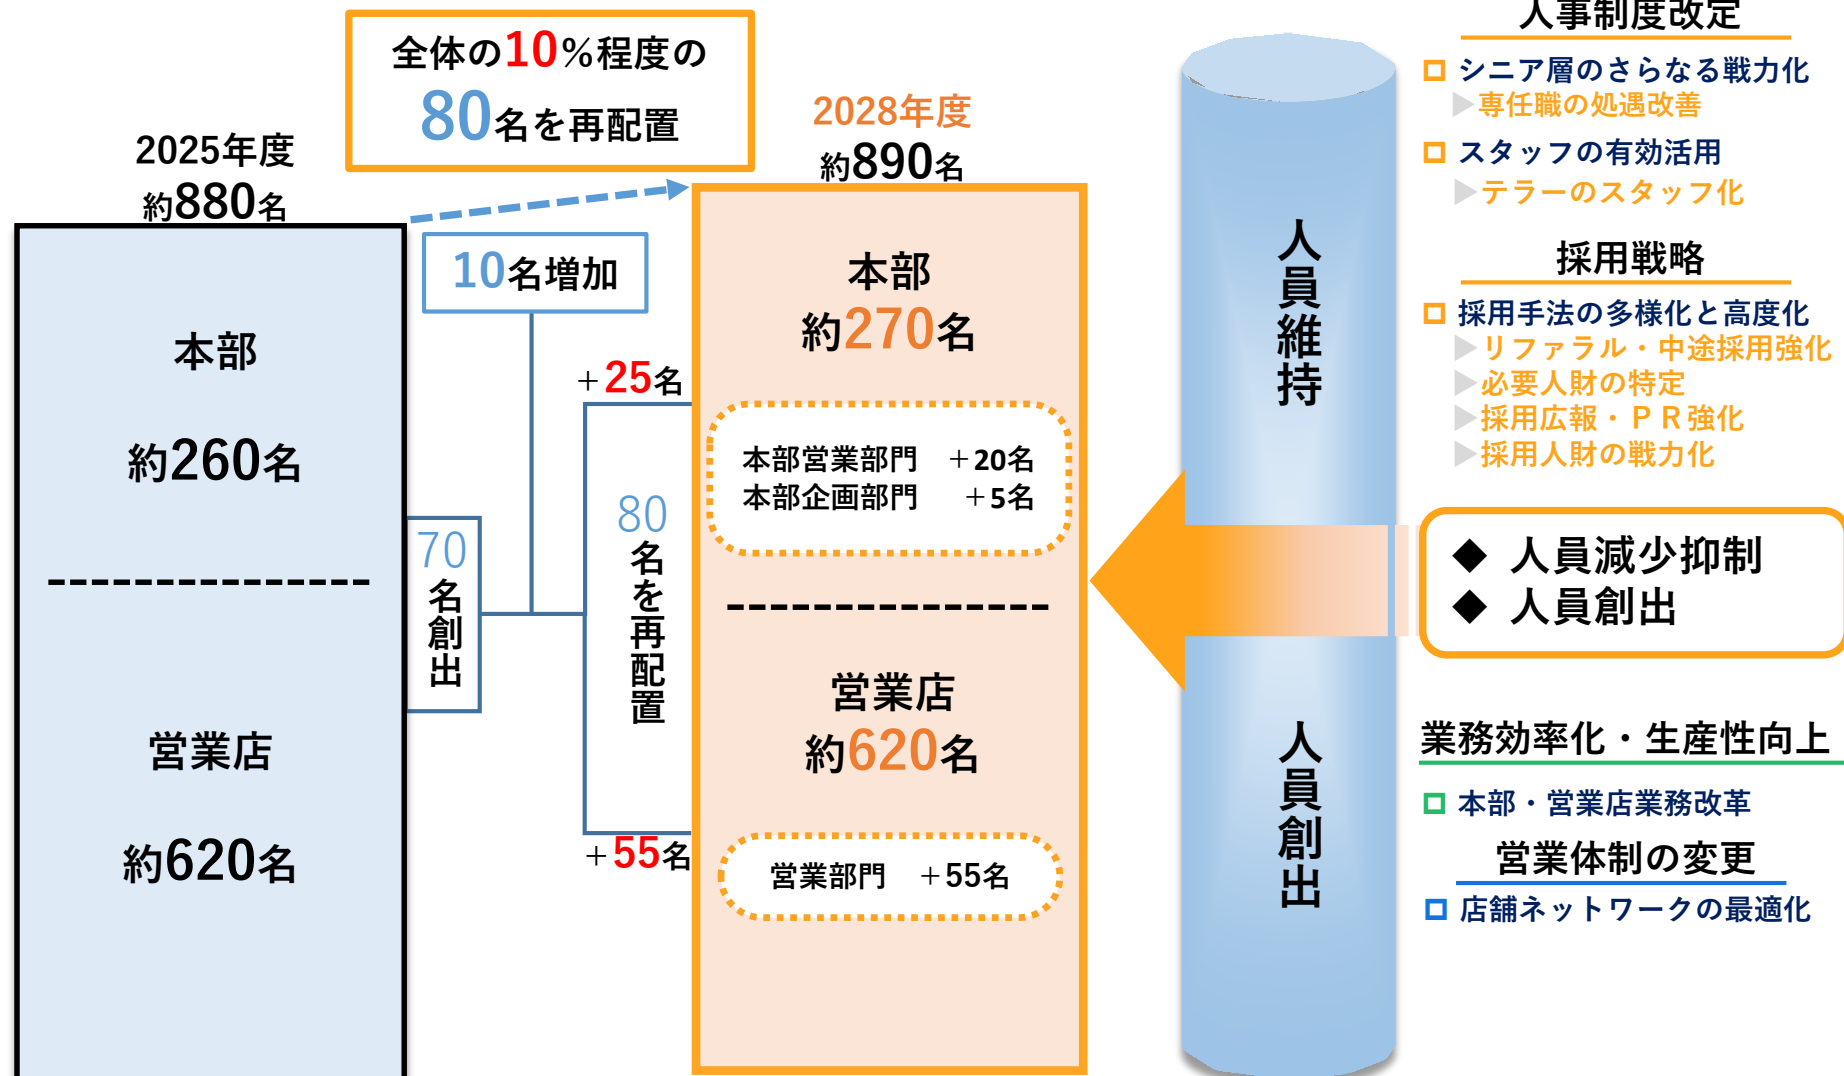 全体の10%程度の
80名を再配置
2025年度
約880名
本部
約260名
営業店
約620名
10名増加
70
名創出
80
名を再配置
+25名
+55名
2028年度
約890名
本部
約270名
本部営業部門 +20名
本部企画部門 +5名
営業店
約620名
営業部門 +55名
人員維持
人員創出
人事制度改定
シニア層のさらなる戦力化
▶専任職の処遇改善
スタッフの有効活用
▶テラーのスタッフ化
採用戦略
採用手法の多様化と高度化
▶リファラル・中途採用強化
▶必要人財の特定
▶採用広報・PR強化
▶採用人財の戦力化
◆ 人員減少抑制
◆ 人員創出
業務効率化・生産性向上
本部・営業店業務改革
営業体制の変更
店舗ネットワークの最適化